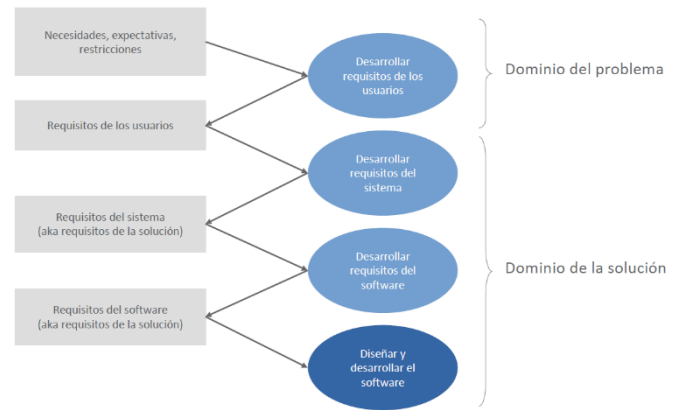 Necesidades, expectativas,
restricciones
Desarrollar
requisitos de los
usuarios
Dominio del problema
Requisitos de los usuarios
Desarrollar
requisitos del
sistema
Requisitos del sistema
(aka requisitos de la solución)
Desarrollar
requisitos del
software
Dominio de la solución
Requisitos del software
(aka requisitos de la solución)
Diseñar y
desarrollar el
software